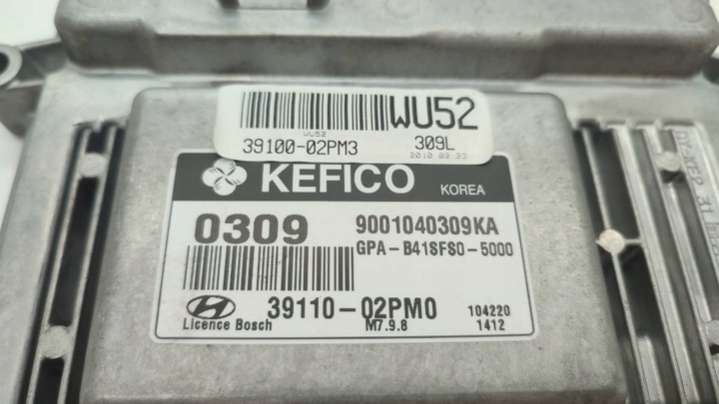 WU52
WU52
39100-02PM3
309L
KEFICO KOREA
0309
9001040309KA
GPA-B41SFS0-5000
39110-02PM0
104220
Licence Bosch
M7.9.8
1412